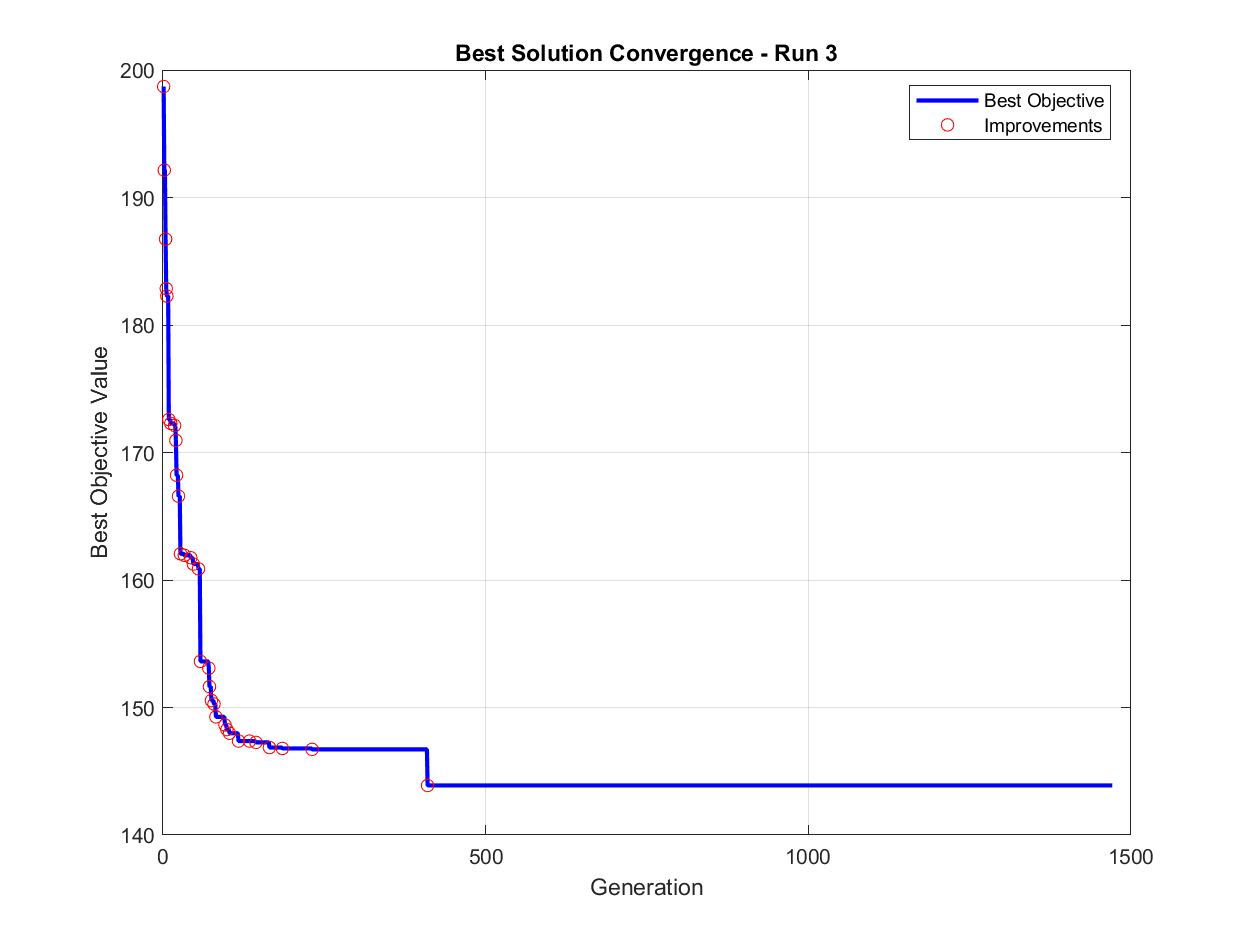 Best Solution Convergence - Run 3
200
190
180
170
160
150
140
Best Objective Value
Best Objective
Improvements
0
500
1000
1500
Generation